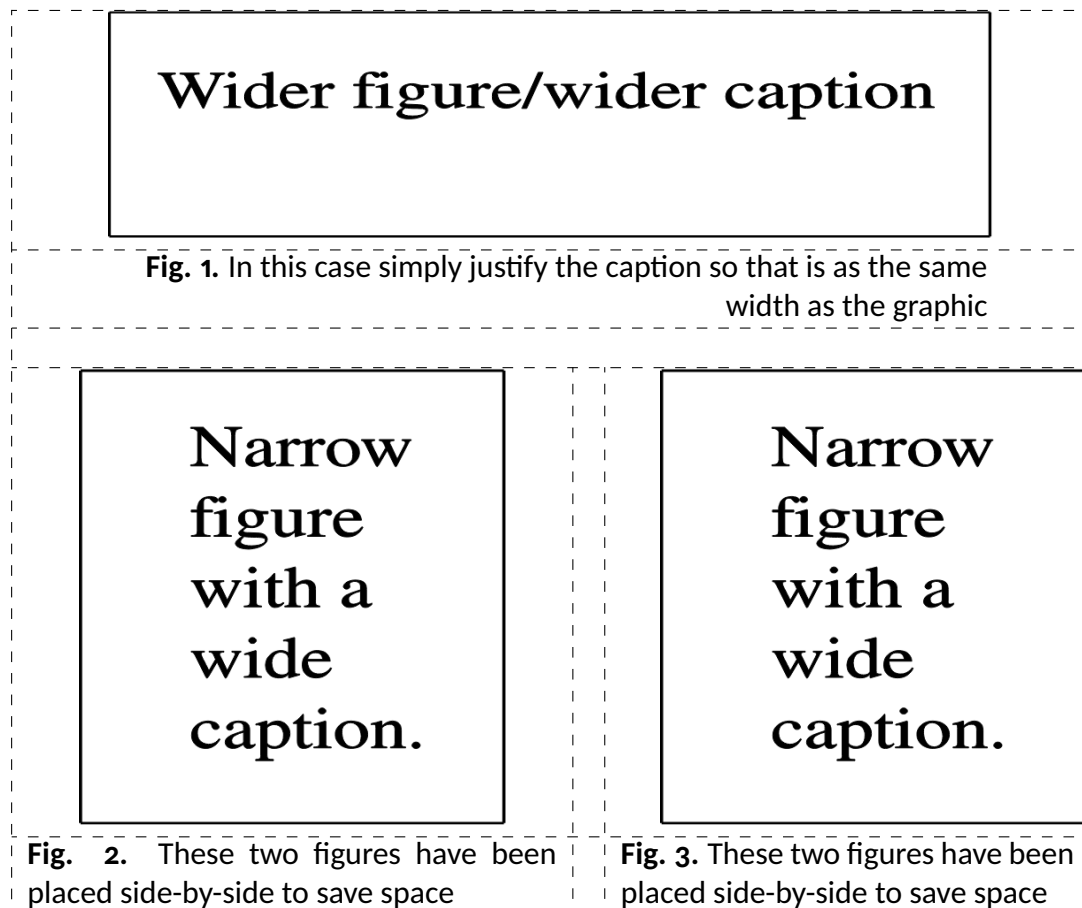 Wider figure/wider caption
Fig. 1. In this case simply justify the caption so that is as the same
width as the graphic
Narrow
figure
with a
wide
caption.
Fig. 2. These two figures have been
placed side-by-side to save space
Narrow
figure
with a
wide
caption.
Fig. 3. These two figures have been
placed side-by-side to save space